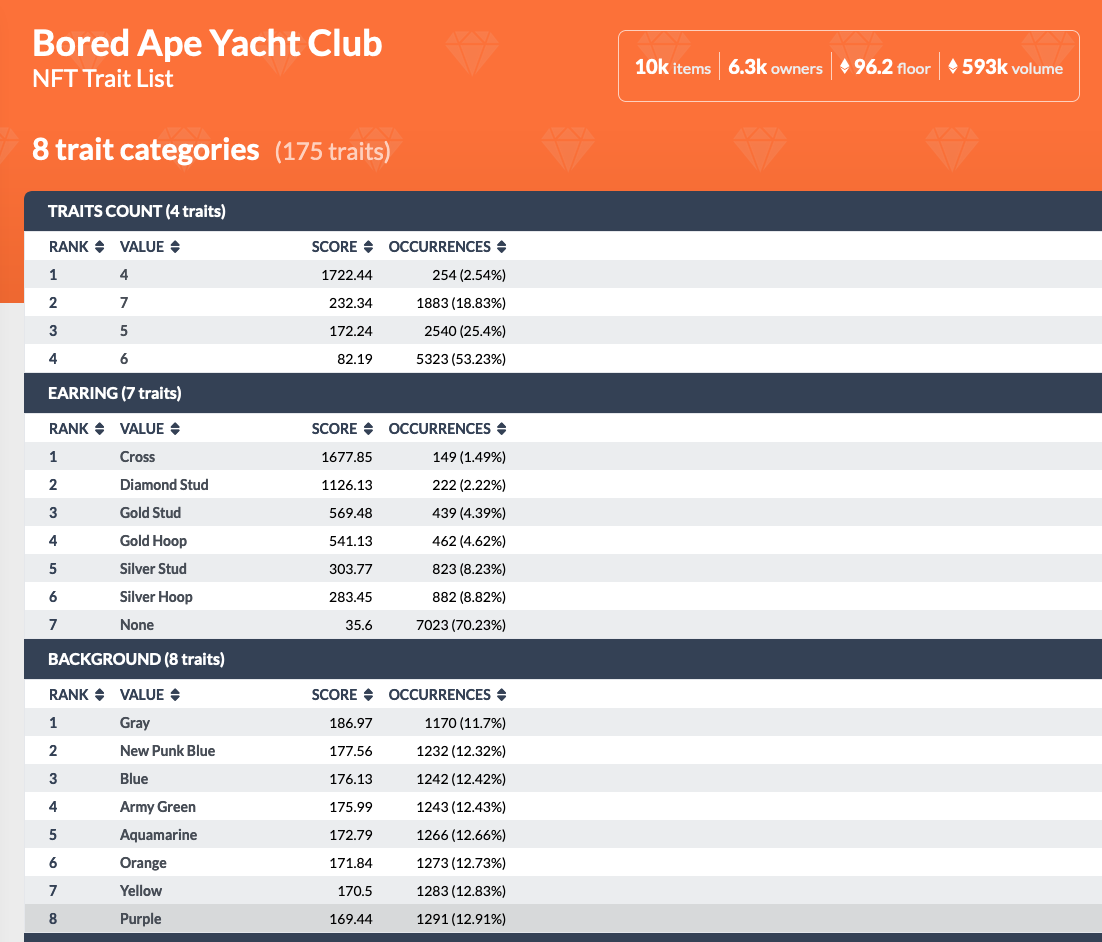 Bored Ape Yacht Club
NFT Trait List
10k items 6.3k owners 96.2 floor 593k volume
8 trait categories (175 traits)
TRAITS COUNT (4 traits)
RANK VALUE SCORE OCCURRENCES
1 4 1722.44 254 (2.54%)
2 7 232.34 1883 (18.83%)
3 5 172.24 2540 (25.4%)
4 6 82.19 5323 (53.23%)
EARRING (7 traits)
RANK VALUE SCORE OCCURRENCES
1 Cross 1677.85 149 (1.49%)
2 Diamond Stud 1126.13 222 (2.22%)
3 Gold Stud 569.48 439 (4.39%)
4 Gold Hoop 541.13 462 (4.62%)
5 Silver Stud 303.77 823 (8.23%)
6 Silver Hoop 283.45 882 (8.82%)
7 None 35.6 7023 (70.23%)
BACKGROUND (8 traits)
RANK VALUE SCORE OCCURRENCES
1 Gray 186.97 1170 (11.7%)
2 New Punk Blue 177.56 1232 (12.32%)
3 Blue 176.13 1242 (12.42%)
4 Army Green 175.99 1243 (12.43%)
5 Aquamarine 172.79 1266 (12.66%)
6 Orange 171.84 1273 (12.73%)
7 Yellow 170.5 1283 (12.83%)
8 Purple 169.44 1291 (12.91%)